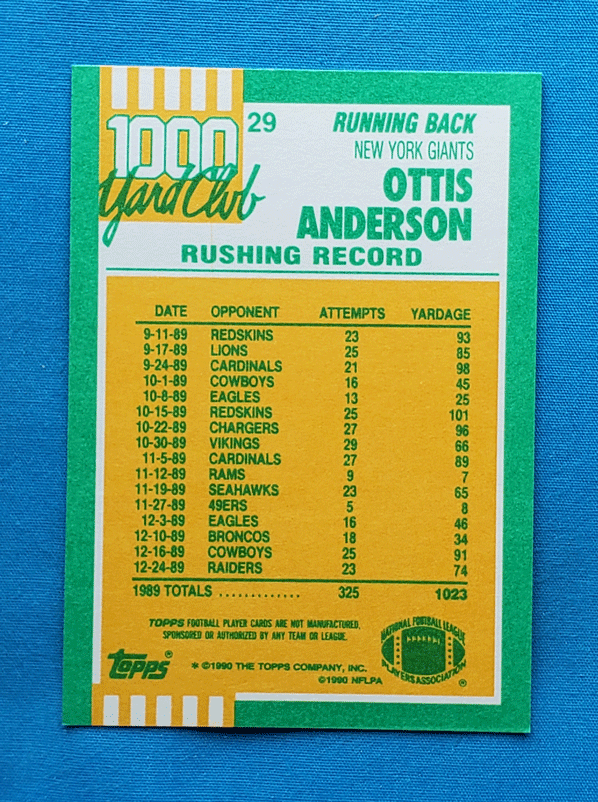 1000 29 RUNNING BACK
Yard Club NEW YORK GIANTS
OTTIS
ANDERSON
RUSHING RECORD
DATE OPPONENT ATTEMPTS YARDAGE
9-11-89 REDSKINS 23 93
9-17-89 LIONS 25 85
9-24-89 CARDINALS 21 98
10-1-89 COWBOYS 16 45
10-8-89 EAGLES 13 25
10-15-89 REDSKINS 25 101
10-22-89 CHARGERS 27 96
10-30-89 VIKINGS 29 66
11-5-89 CARDINALS 27 89
11-12-89 RAMS 9 7
11-19-89 SEAHAWKS 23 65
11-27-89 49ERS 5 8
12-3-89 EAGLES 16 46
12-10-89 BRONCOS 18 34
12-16-89 COWBOYS 25 91
12-24-89 RAIDERS 23 74
1989 TOTALS ............. 325 1023
TOPPS FOOTBALL PLAYER CARDS ARE NOT MANUFACTURED,
SPONSORED OR AUTHORIZED BY ANY TEAM OR LEAGUE.
TOPPS® * ©1990 THE TOPPS COMPANY, INC.
©1990 NFLPA
NATIONAL FOOTBALL LEAGUE
PLAYERS ASSOCIATION ®